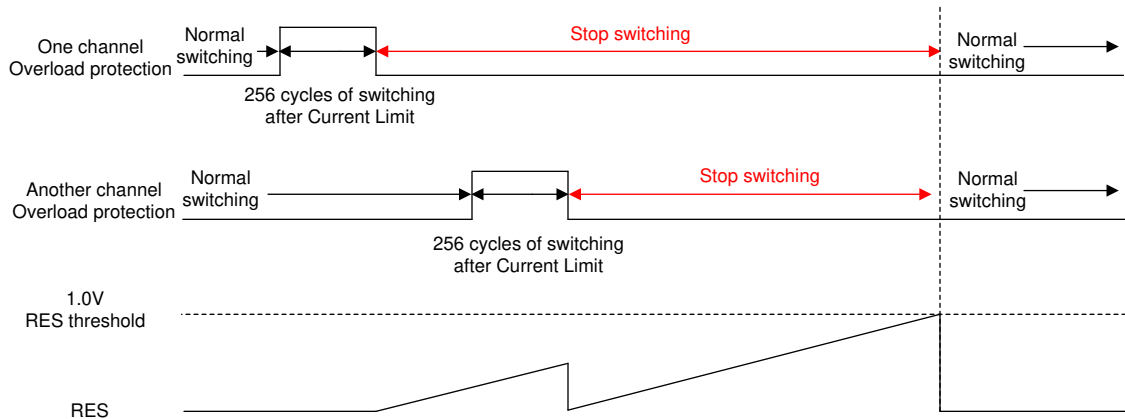 One channel
Overload protection
Normal
switching
Stop switching
Normal
switching
256 cycles of switching
after Current Limit
Another channel
Overload protection
Normal
switching
Stop switching
Normal
switching
256 cycles of switching
after Current Limit
1.0V
RES threshold
RES